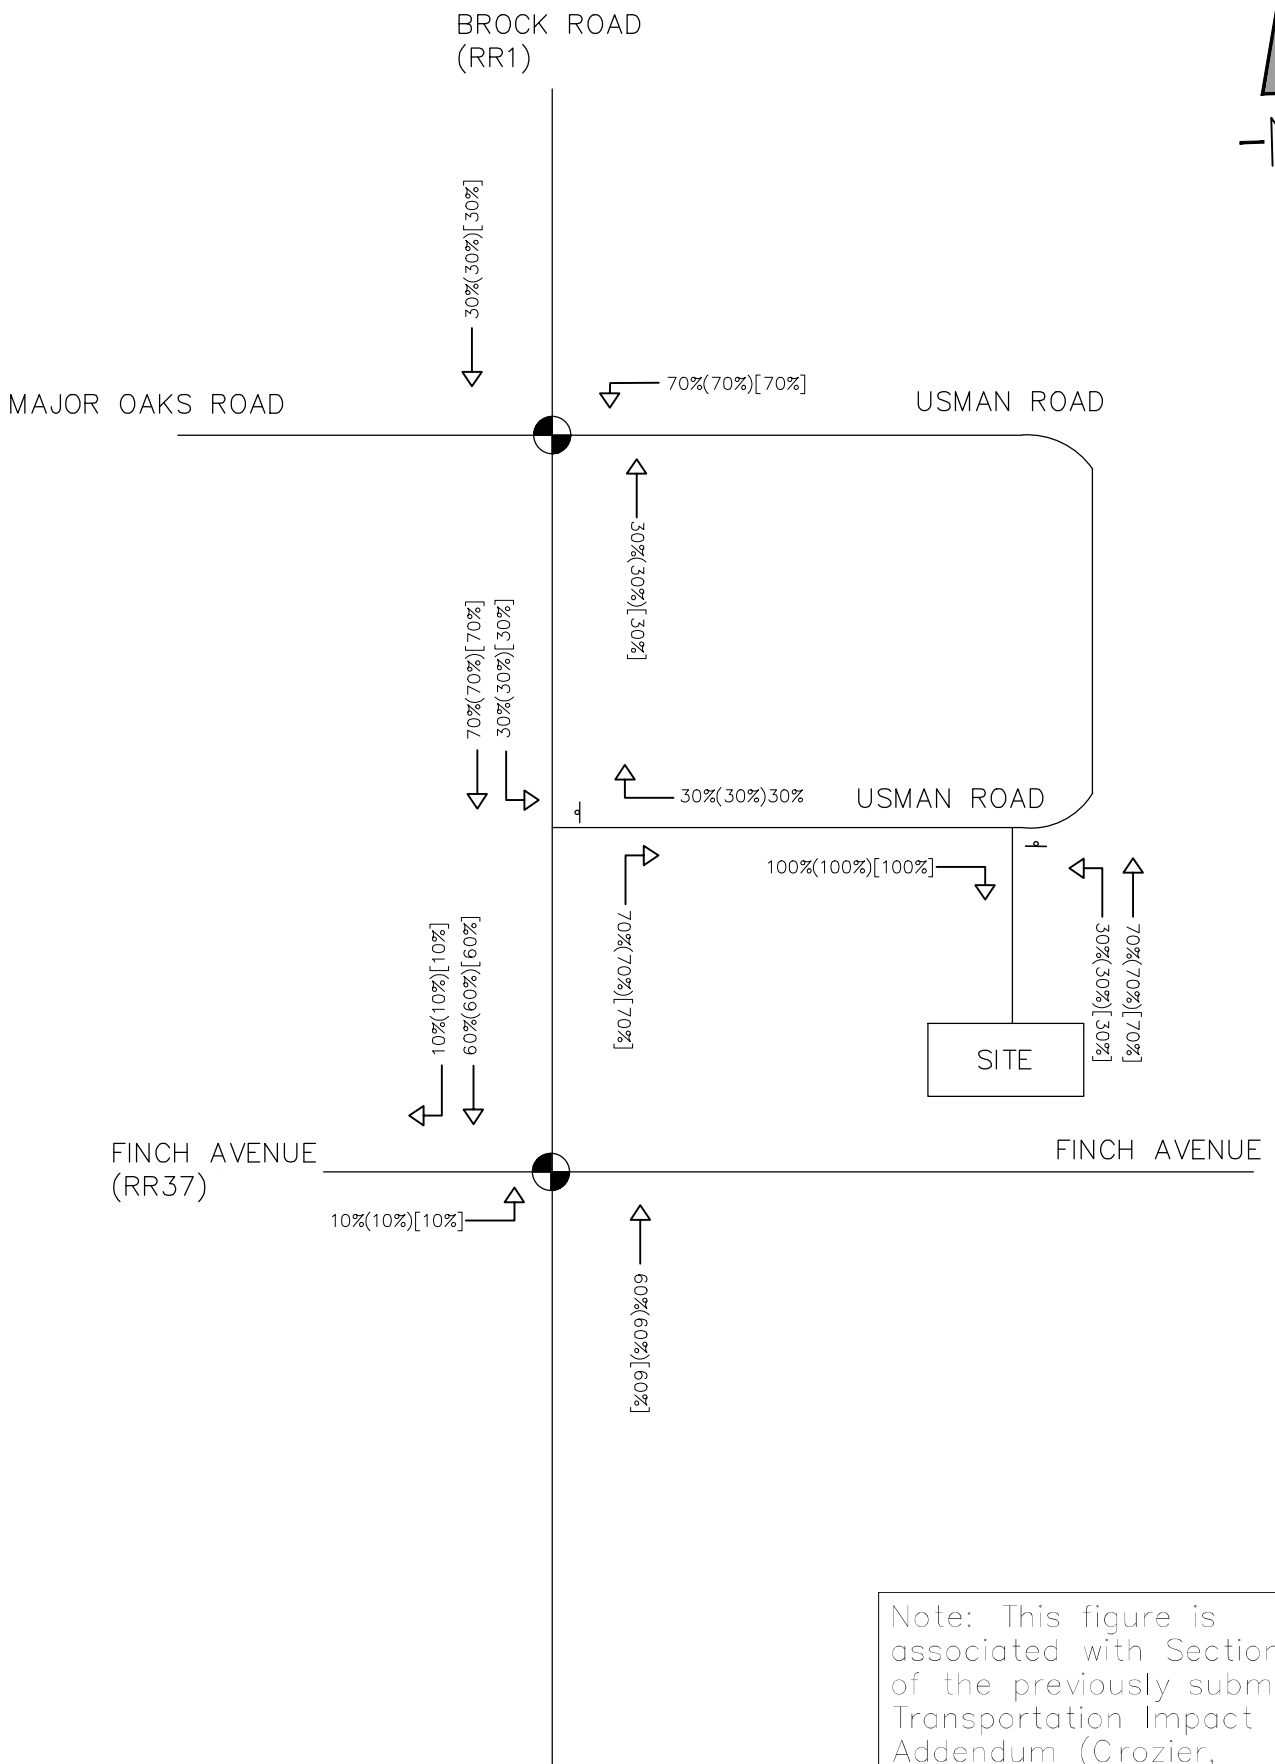 BROCK ROAD
(RR1)
30%(30%)[30%]
70%(70%)[70%]
MAJOR OAKS ROAD
USMAN ROAD
30%(30%)[30%]
70%(70%)[70%]
30%(30%)[30%]
30%(30%)30%
USMAN ROAD
100%(100%)[100%]
70%(70%)[70%]
30%(30%)[30%]
70%(70%)[70%]
10%(10%)[10%]
60%(60%)[60%]
SITE
FINCH AVENUE
(RR37)
FINCH AVENUE
10%(10%)[10%]
60%(60%)[60%]
Note: This figure is
associated with Section
of the previously subm
Transportation Impact
Addendum (Crozier,